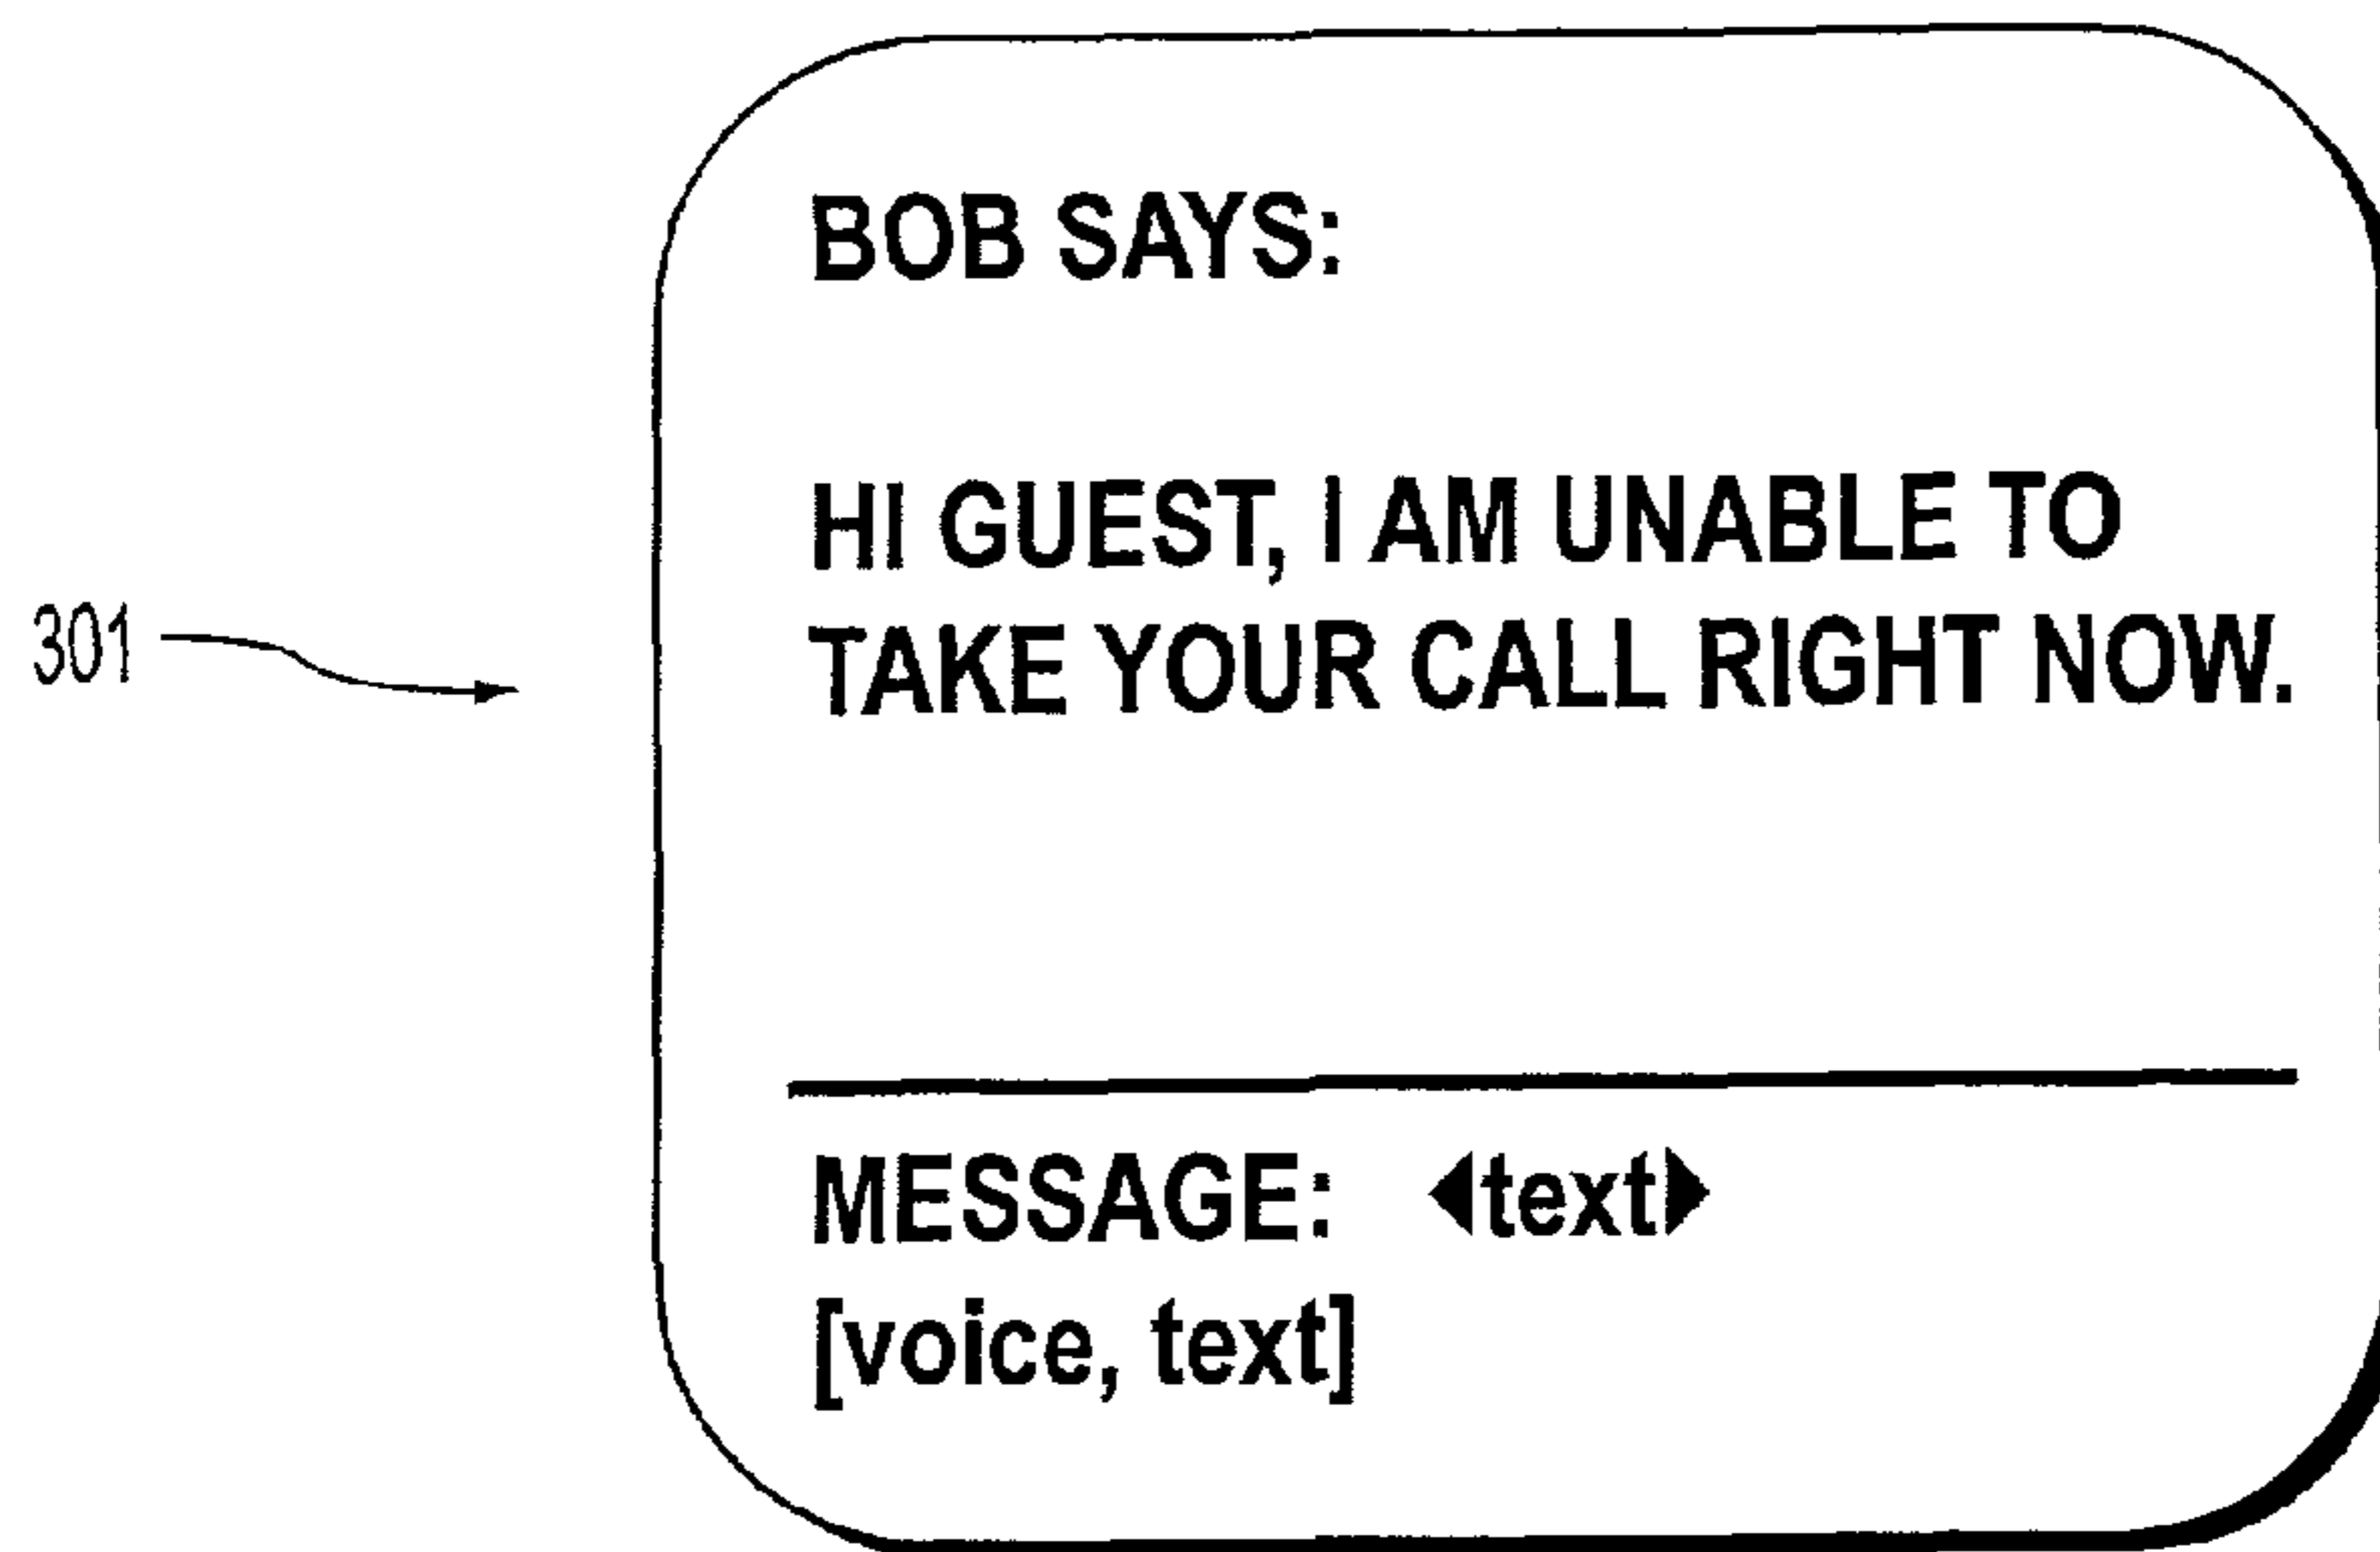 BOB SAYS:
HI GUEST, I AM UNABLE TO
TAKE YOUR CALL RIGHT NOW.
301
MESSAGE: ◀text▶
[voice, text]